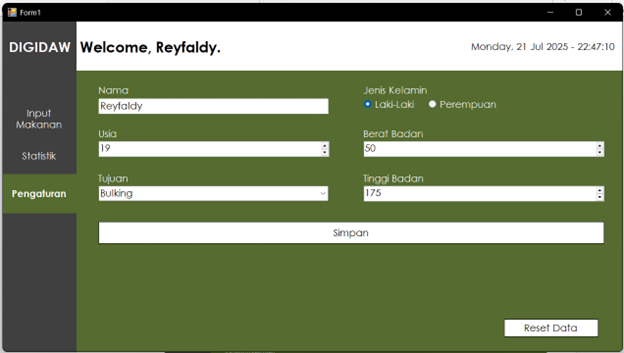 Form1
DIGIDAW
Welcome, Reyfaldy.
Monday, 21 Jul 2025 - 22:47:10
Input
Makanan
Statistik
Pengaturan
Nama
Reyfaldy
Jenis Kelamin
Laki-Laki
Perempuan
Usia
19
Berat Badan
50
Tujuan
Bulking
Tinggi Badan
175
Simpan
Reset Data